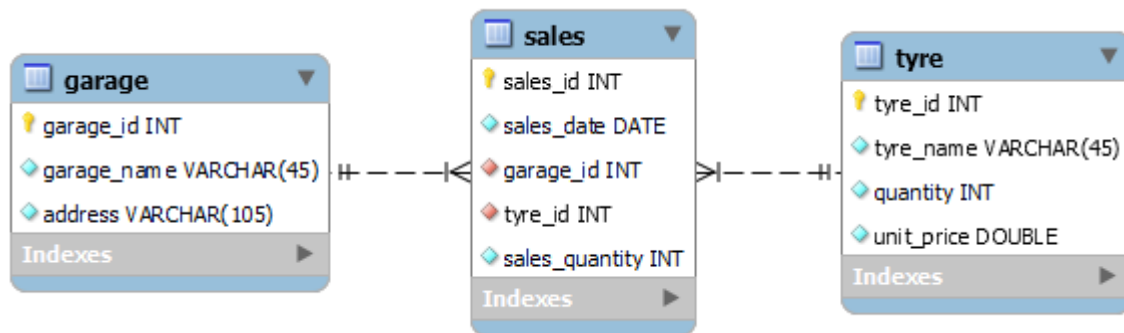 garage
garage_id INT
garage_name VARCHAR(45)
address VARCHAR(105)
Indexes
sales
sales_id INT
sales_date DATE
garage_id INT
tyre_id INT
sales_quantity INT
Indexes
tyre
tyre_id INT
tyre_name VARCHAR(45)
quantity INT
unit_price DOUBLE
Indexes